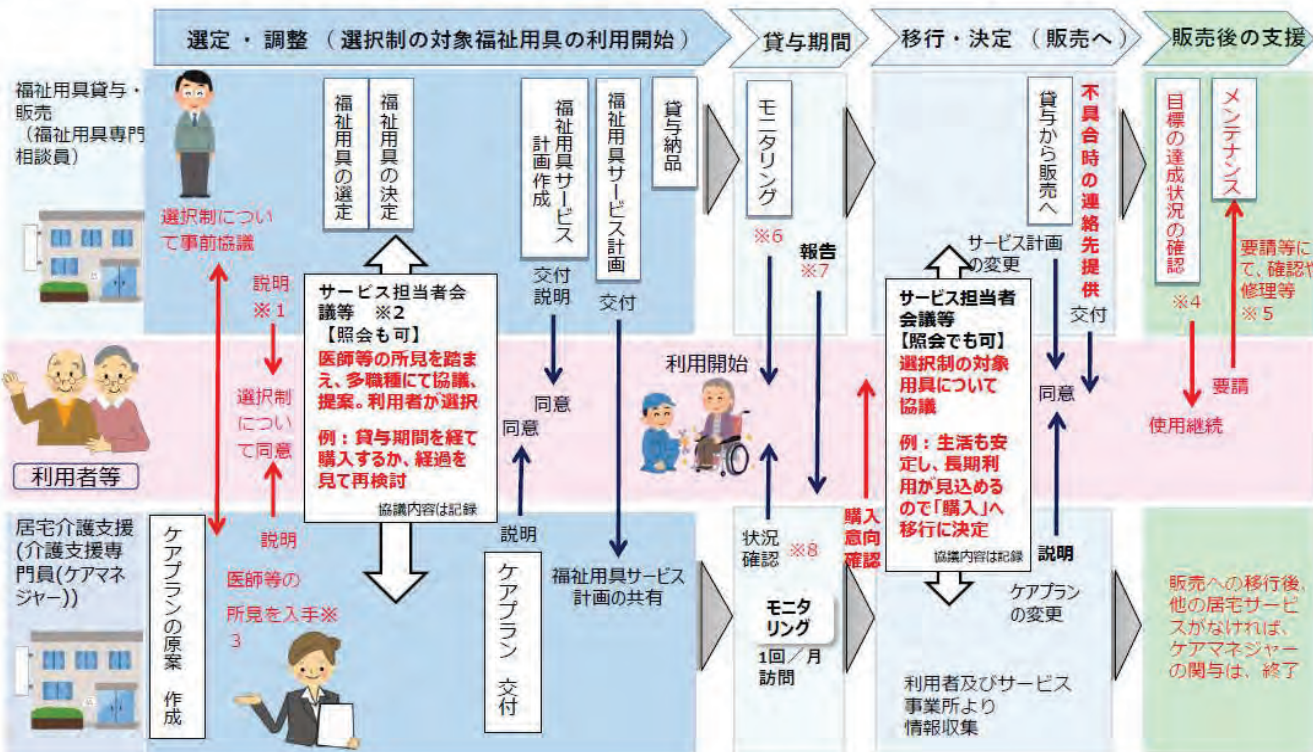 選定・調整（選択制の対象福祉用具の利用開始）
貸与期間
移行・決定（販売へ）
販売後の支援
福祉用具貸与・
販売
（福祉用具専門
相談員）
選択制につい
て事前協議
説明
※1
福祉用具の選定
福祉用具の決定
福祉用具サービス
計画作成
福祉用具サービス計画
貸与納品
交付
説明
交付
モニタリング
※6
報告
※7
貸与から販売へ
サービス計画
の変更
不具合時の連絡先提供
交付
目標の達成状況の確認
※4
メンテナンス
要請等に
て、確認や
修理等
※5
サービス担当者会
議等　※2
【照会も可】
医師等の所見を踏ま
え、多職種にて協議、
提案。利用者が選択
例：貸与期間を経て
購入するか、経過を
見て再検討
協議内容は記録
サービス担当者
会議等
【照会でも可】
選択制の対象
用具について
協議
例：生活も安
定し、長期利
用が見込める
ので「購入」へ
移行に決定
協議内容は記録
利用者等
選択制
につい
て同意
同意
同意
利用開始
同意
使用継続
要請
居宅介護支援
(介護支援専
門員(ケアマネ
ジャー))
ケアプランの原案　作成
説明
医師等の
所見を入手※
3
説明
ケアプラン　交付
福祉用具サービス
計画の共有
状況
確認
※8
モニタ
リング
1回／月
訪問
購入
意向
確認
説明
ケアプラン
の変更
利用者及びサービス
事業所より
情報収集
販売への移行後、
他の居宅サービ
スがなければ、
ケアマネジャー
の関与は、終了